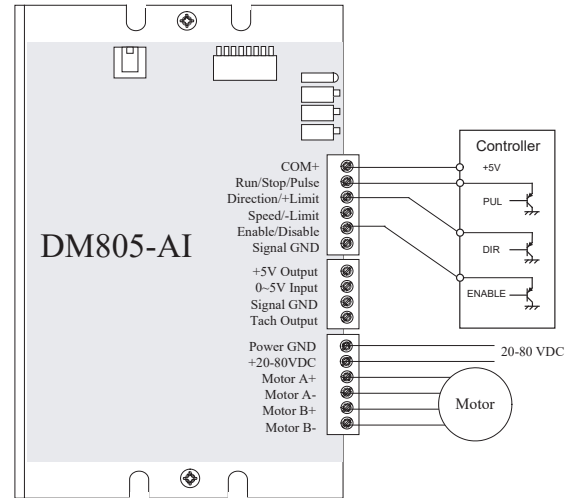 DM805-AI
COM+
Run/Stop/Pulse
Direction/+Limit
Speed/-Limit
Enable/Disable
Signal GND
+5V Output
0~5V Input
Signal GND
Tach Output
Power GND
+20-80VDC
Motor A+
Motor A-
Motor B+
Motor B-
Controller
+5V
PUL
DIR
ENABLE
20-80 VDC
Motor